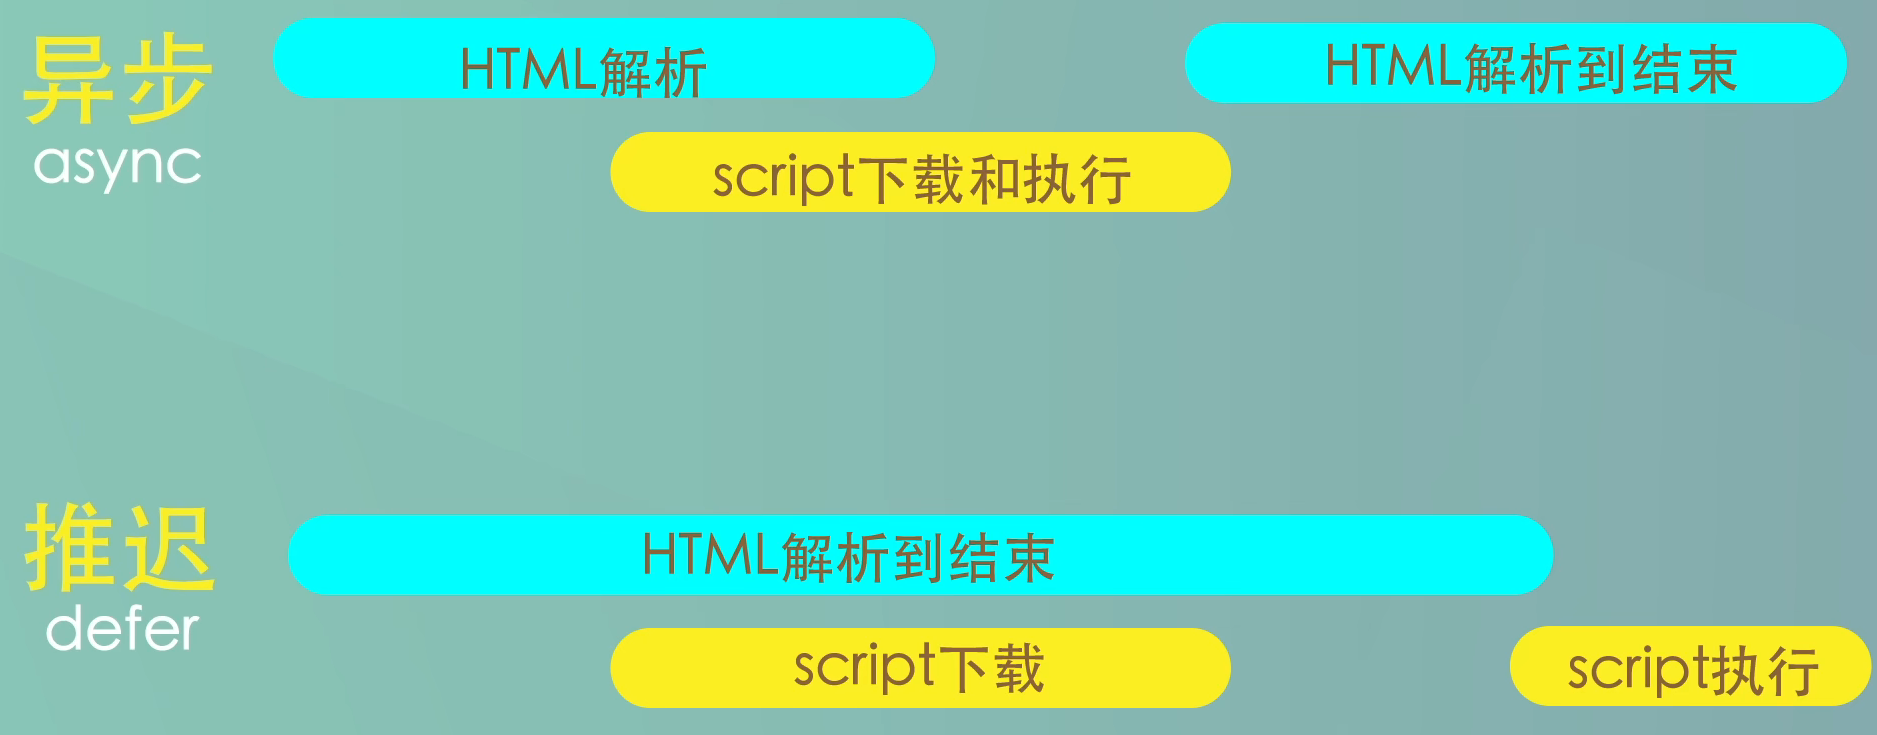 异步
async
HTML解析
HTML解析到结束
script下载和执行
推迟
defer
HTML解析到结束
script下载
script执行